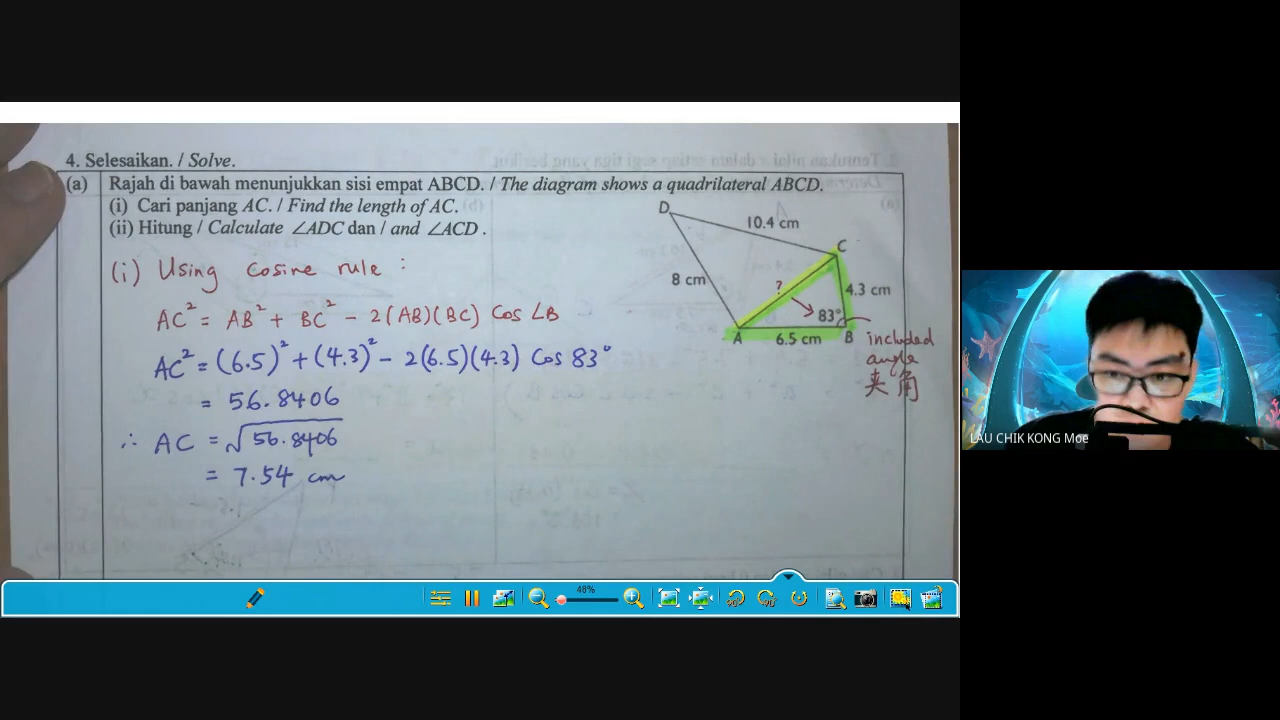 4. Selesaikan. / Solve.
(a) Rajah di bawah menunjukkan sisi empat ABCD. / The diagram shows a quadrilateral ABCD.
(i) Cari panjang AC. / Find the length of AC.
(ii) Hitung / Calculate ∠ADC dan / and ∠ACD .
D
10.4 cm
C
8 cm
?
4.3 cm
83°
A
6.5 cm
B
included
angle
夹角
(i) Using cosine rule :
AC² = AB² + BC² - 2(AB)(BC) Cos ∠B
AC² = (6.5)² + (4.3)² - 2(6.5)(4.3) Cos 83°
= 56.8406
∴ AC = √56.8406
= 7.54 cm
48%
LAU CHIK KONG Moe